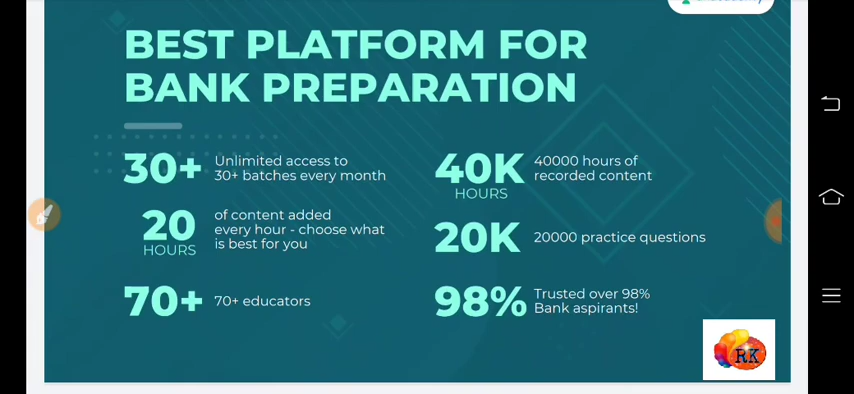 BEST PLATFORM FOR
BANK PREPARATION
30+
Unlimited access to
30+ batches every month
20
HOURS
of content added
every hour - choose what
is best for you
70+
70+ educators
40K
HOURS
40000 hours of
recorded content
20K
20000 practice questions
98%
Trusted over 98%
Bank aspirants!
RK